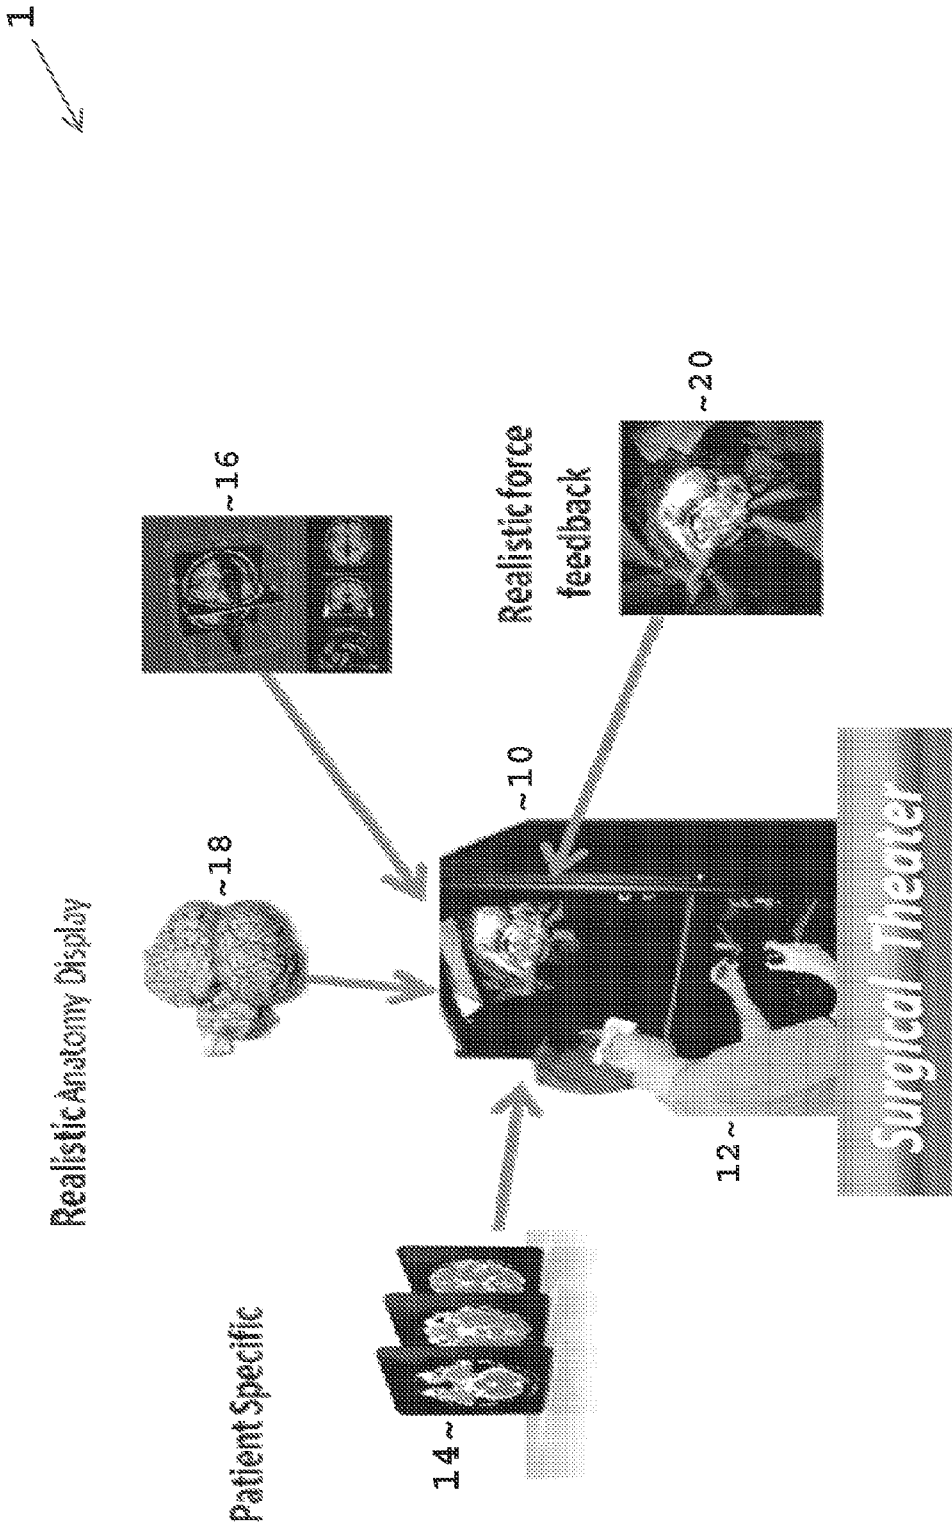 1
Realistic Anatomy Display
Patient Specific
~18
~16
14~
~10
Realistic force
feedback
~20
12~
Surgical Theater